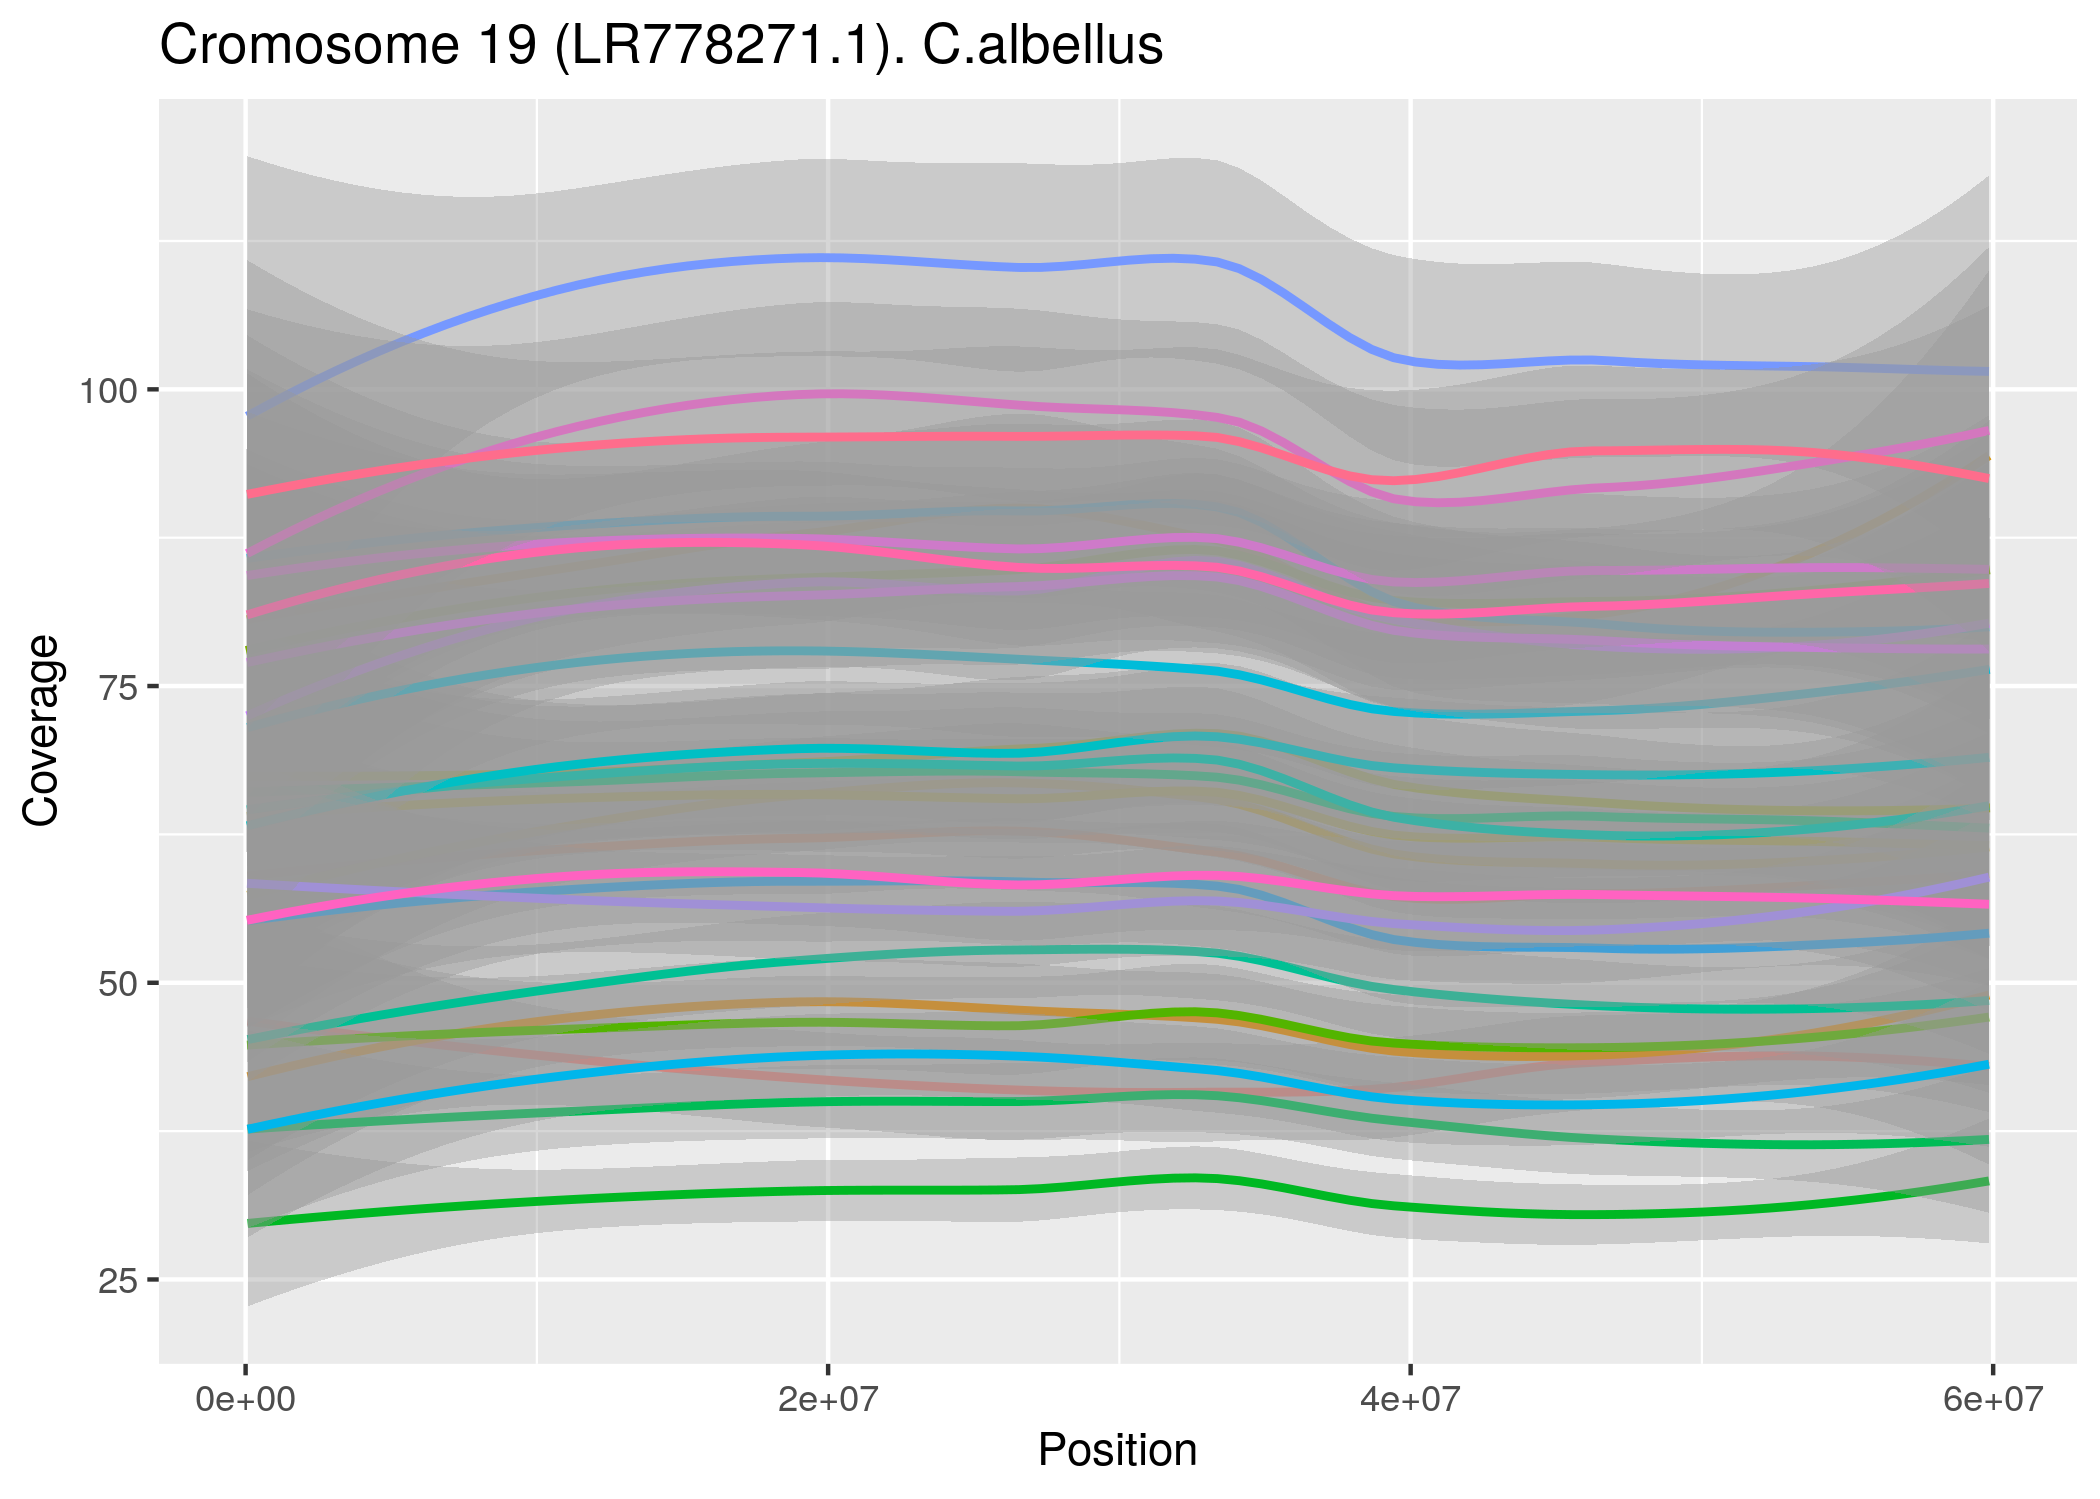 Cromosome 19 (LR778271.1). C.albellus
100
75
50
25
Coverage
0e+00 2e+07 4e+07 6e+07
Position